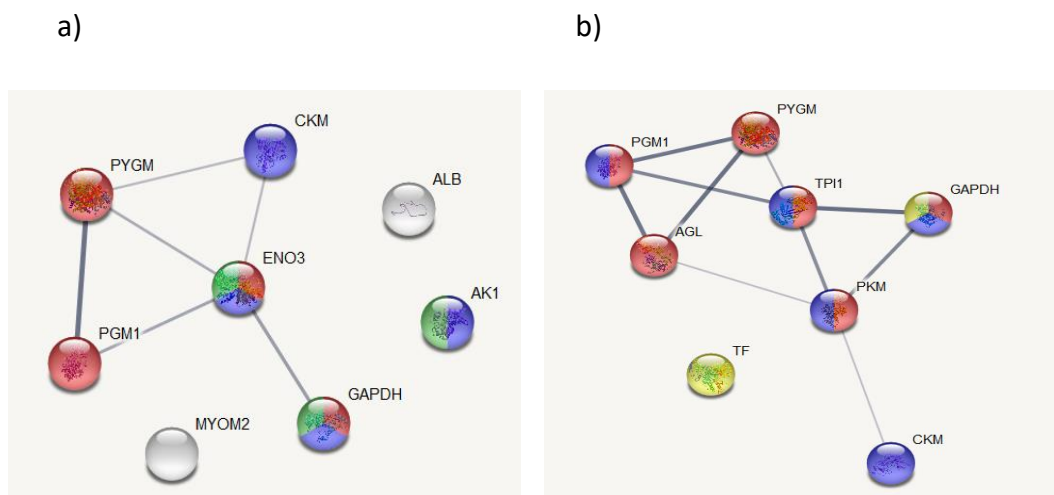 a)
CKM
PYGM
ALB
ENO3
AK1
PGM1
GAPDH
MYOM2
b)
PYGM
PGM1
TPI1
GAPDH
AGL
PKM
TF
CKM